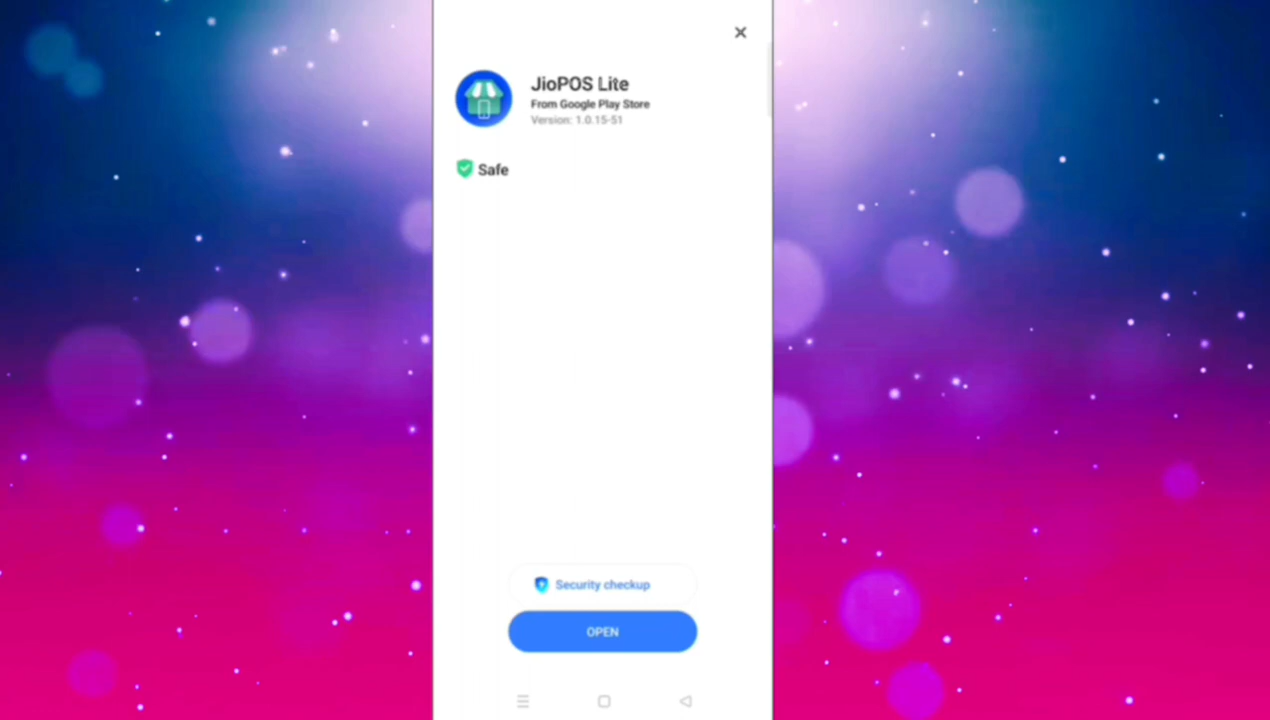 JioPOS Lite
From Google Play Store
Version: 1.0.15-51
Safe
Security checkup
OPEN